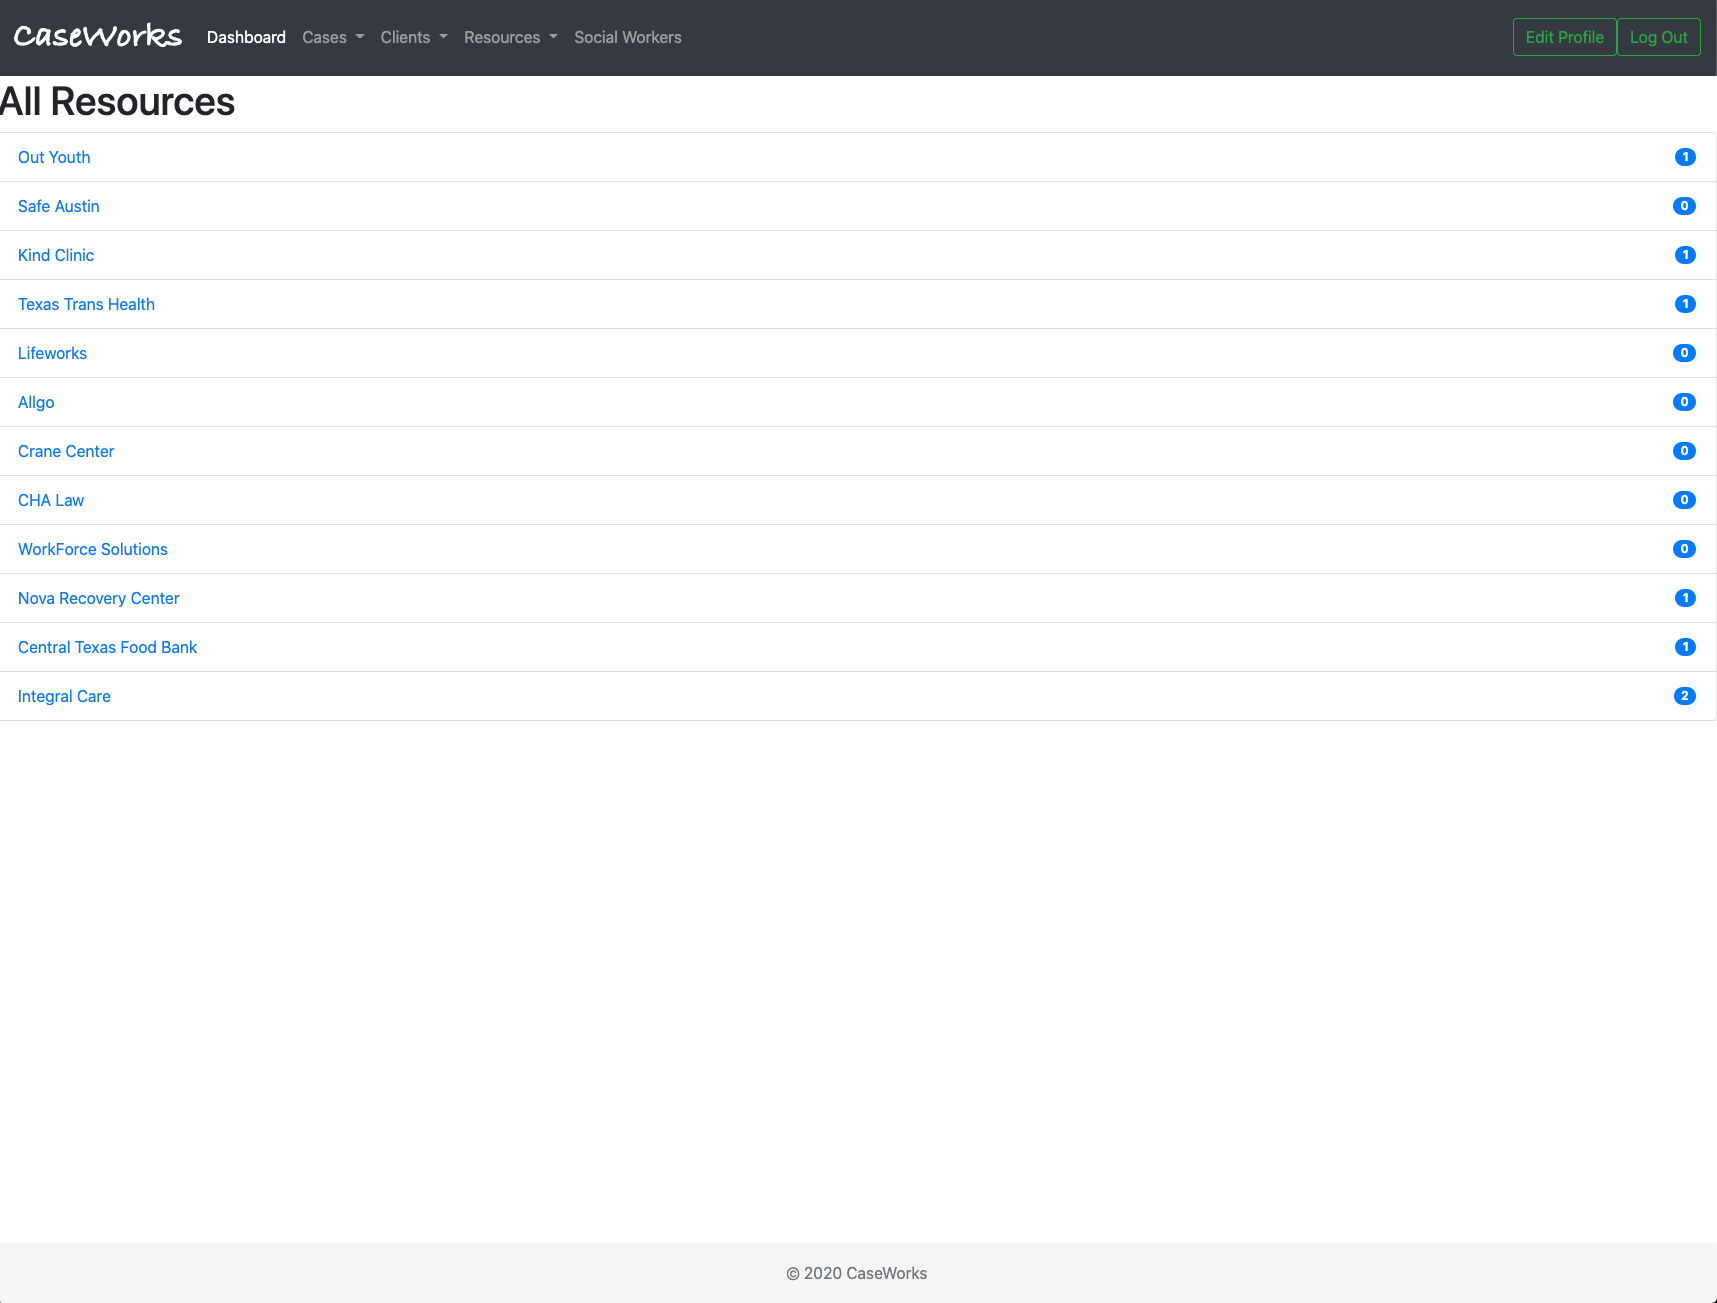 CaseWorks Dashboard Cases Clients Resources Social Workers Edit Profile Log Out
All Resources
Out Youth 1
Safe Austin 0
Kind Clinic 1
Texas Trans Health 1
Lifeworks 0
Allgo 0
Crane Center 0
CHA Law 0
WorkForce Solutions 0
Nova Recovery Center 1
Central Texas Food Bank 1
Integral Care 2
© 2020 CaseWorks